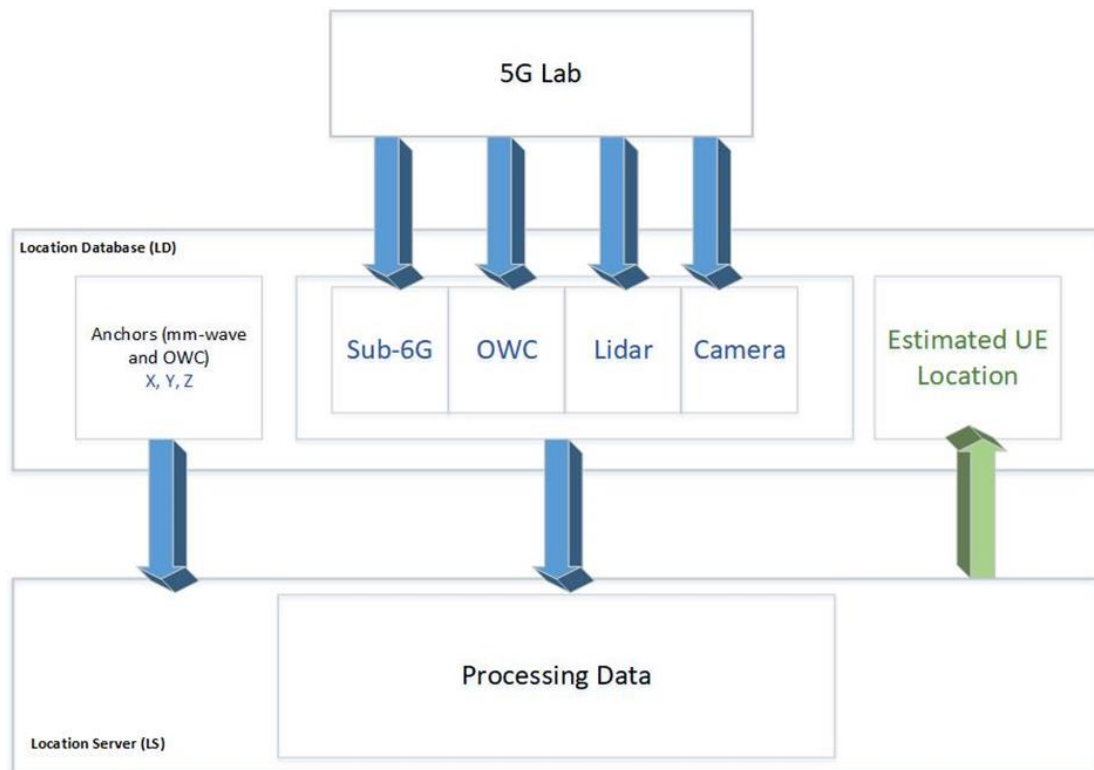 5G Lab
Location Database (LD)
Anchors (mm-wave
and OWC)
X, Y, Z
Sub-6G
OWC
Lidar
Camera
Estimated UE
Location
Processing Data
Location Server (LS)